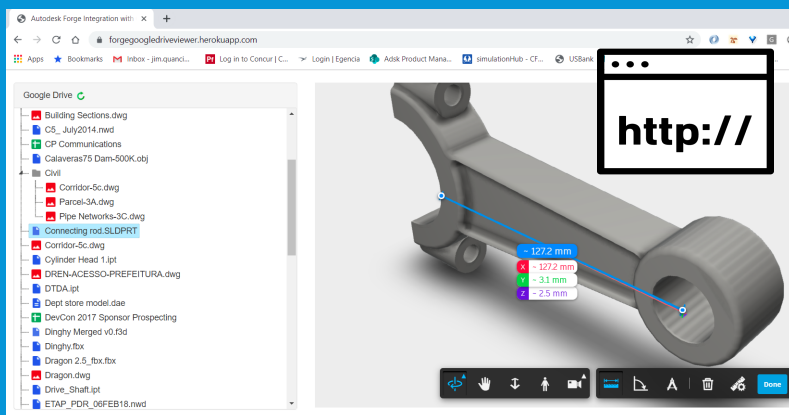 Autodesk Forge Integration with
forgegoogledriveviewer.herokuapp.com
Apps Bookmarks Inbox - jim.quanci... Log in to Concur | C... Login | Egencia Adsk Product Mana... simulationHub - CF... USBank
http://
Google Drive
Building Sections.dwg
C5_ July2014.nwd
CP Communications
Calaveras75 Dam-500K.obj
Civil
Corridor-5c.dwg
Parcel-3A.dwg
Pipe Networks-3C.dwg
Connecting rod.SLDPRT
Corridor-5c.dwg
Cylinder Head 1.ipt
DREN-ACESSO-PREFEITURA.dwg
DTDA.ipt
Dept store model.dae
DevCon 2017 Sponsor Prospecting
Dinghy Merged v0.f3d
Dinghy.fbx
Dragon 2.5_fbx.fbx
Dragon.dwg
Drive_Shaft.ipt
ETAP_PDR_06FEB18.nwd
~ 127.2 mm
X ~ 127.2 mm
Y ~ 3.1 mm
Z ~ 2.5 mm
A
Done